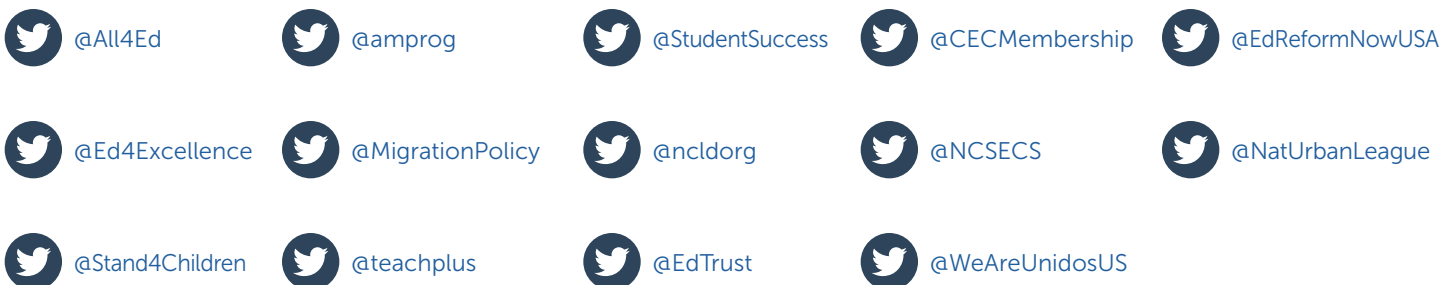 @All4Ed @amprog @StudentSuccess @CECMembership @EdReformNowUSA
@Ed4Excellence @MigrationPolicy @ncldorg @NCSECS @NatUrbanLeague
@Stand4Children @teachplus @EdTrust @WeAreUnidosUS